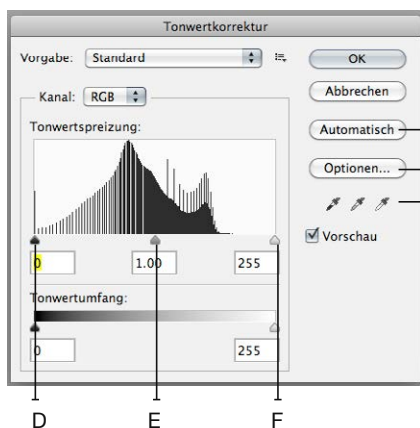 Tonwertkorrektur
Vorgabe: Standard
OK
Kanal: RGB
Abbrechen
Tonwertspreizung:
Automatisch
Optionen...
Vorschau
0 1.00 255
Tonwertumfang:
0 255
D E F